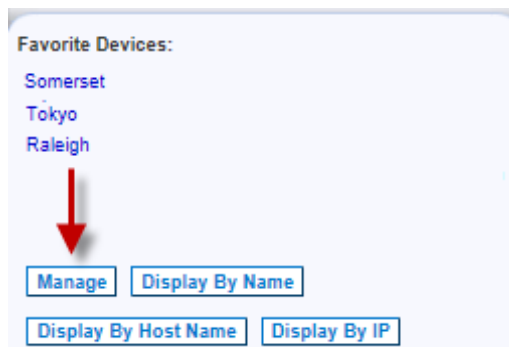 Favorite Devices:
Somerset
Tokyo
Raleigh
Manage Display By Name
Display By Host Name Display By IP